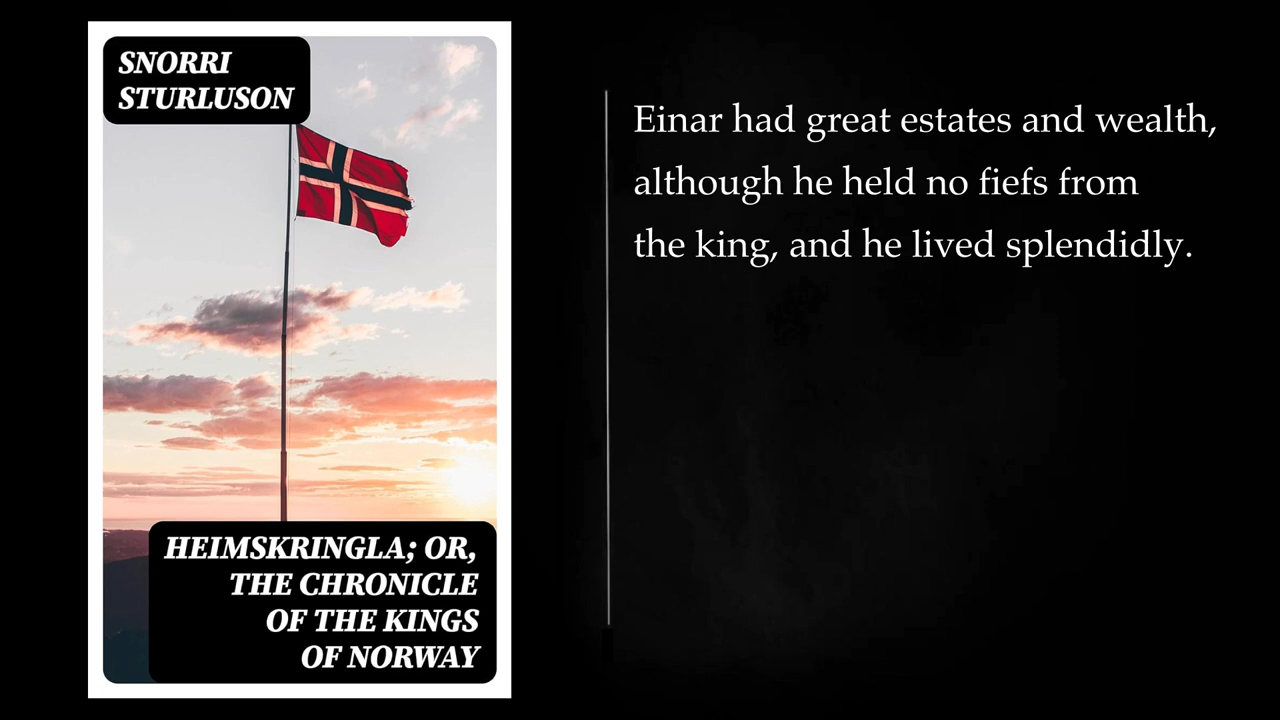 SNORRI
STURLUSON
HEIMSKRINGLA; OR,
THE CHRONICLE
OF THE KINGS
OF NORWAY
Einar had great estates and wealth,
although he held no fiefs from
the king, and he lived splendidly.